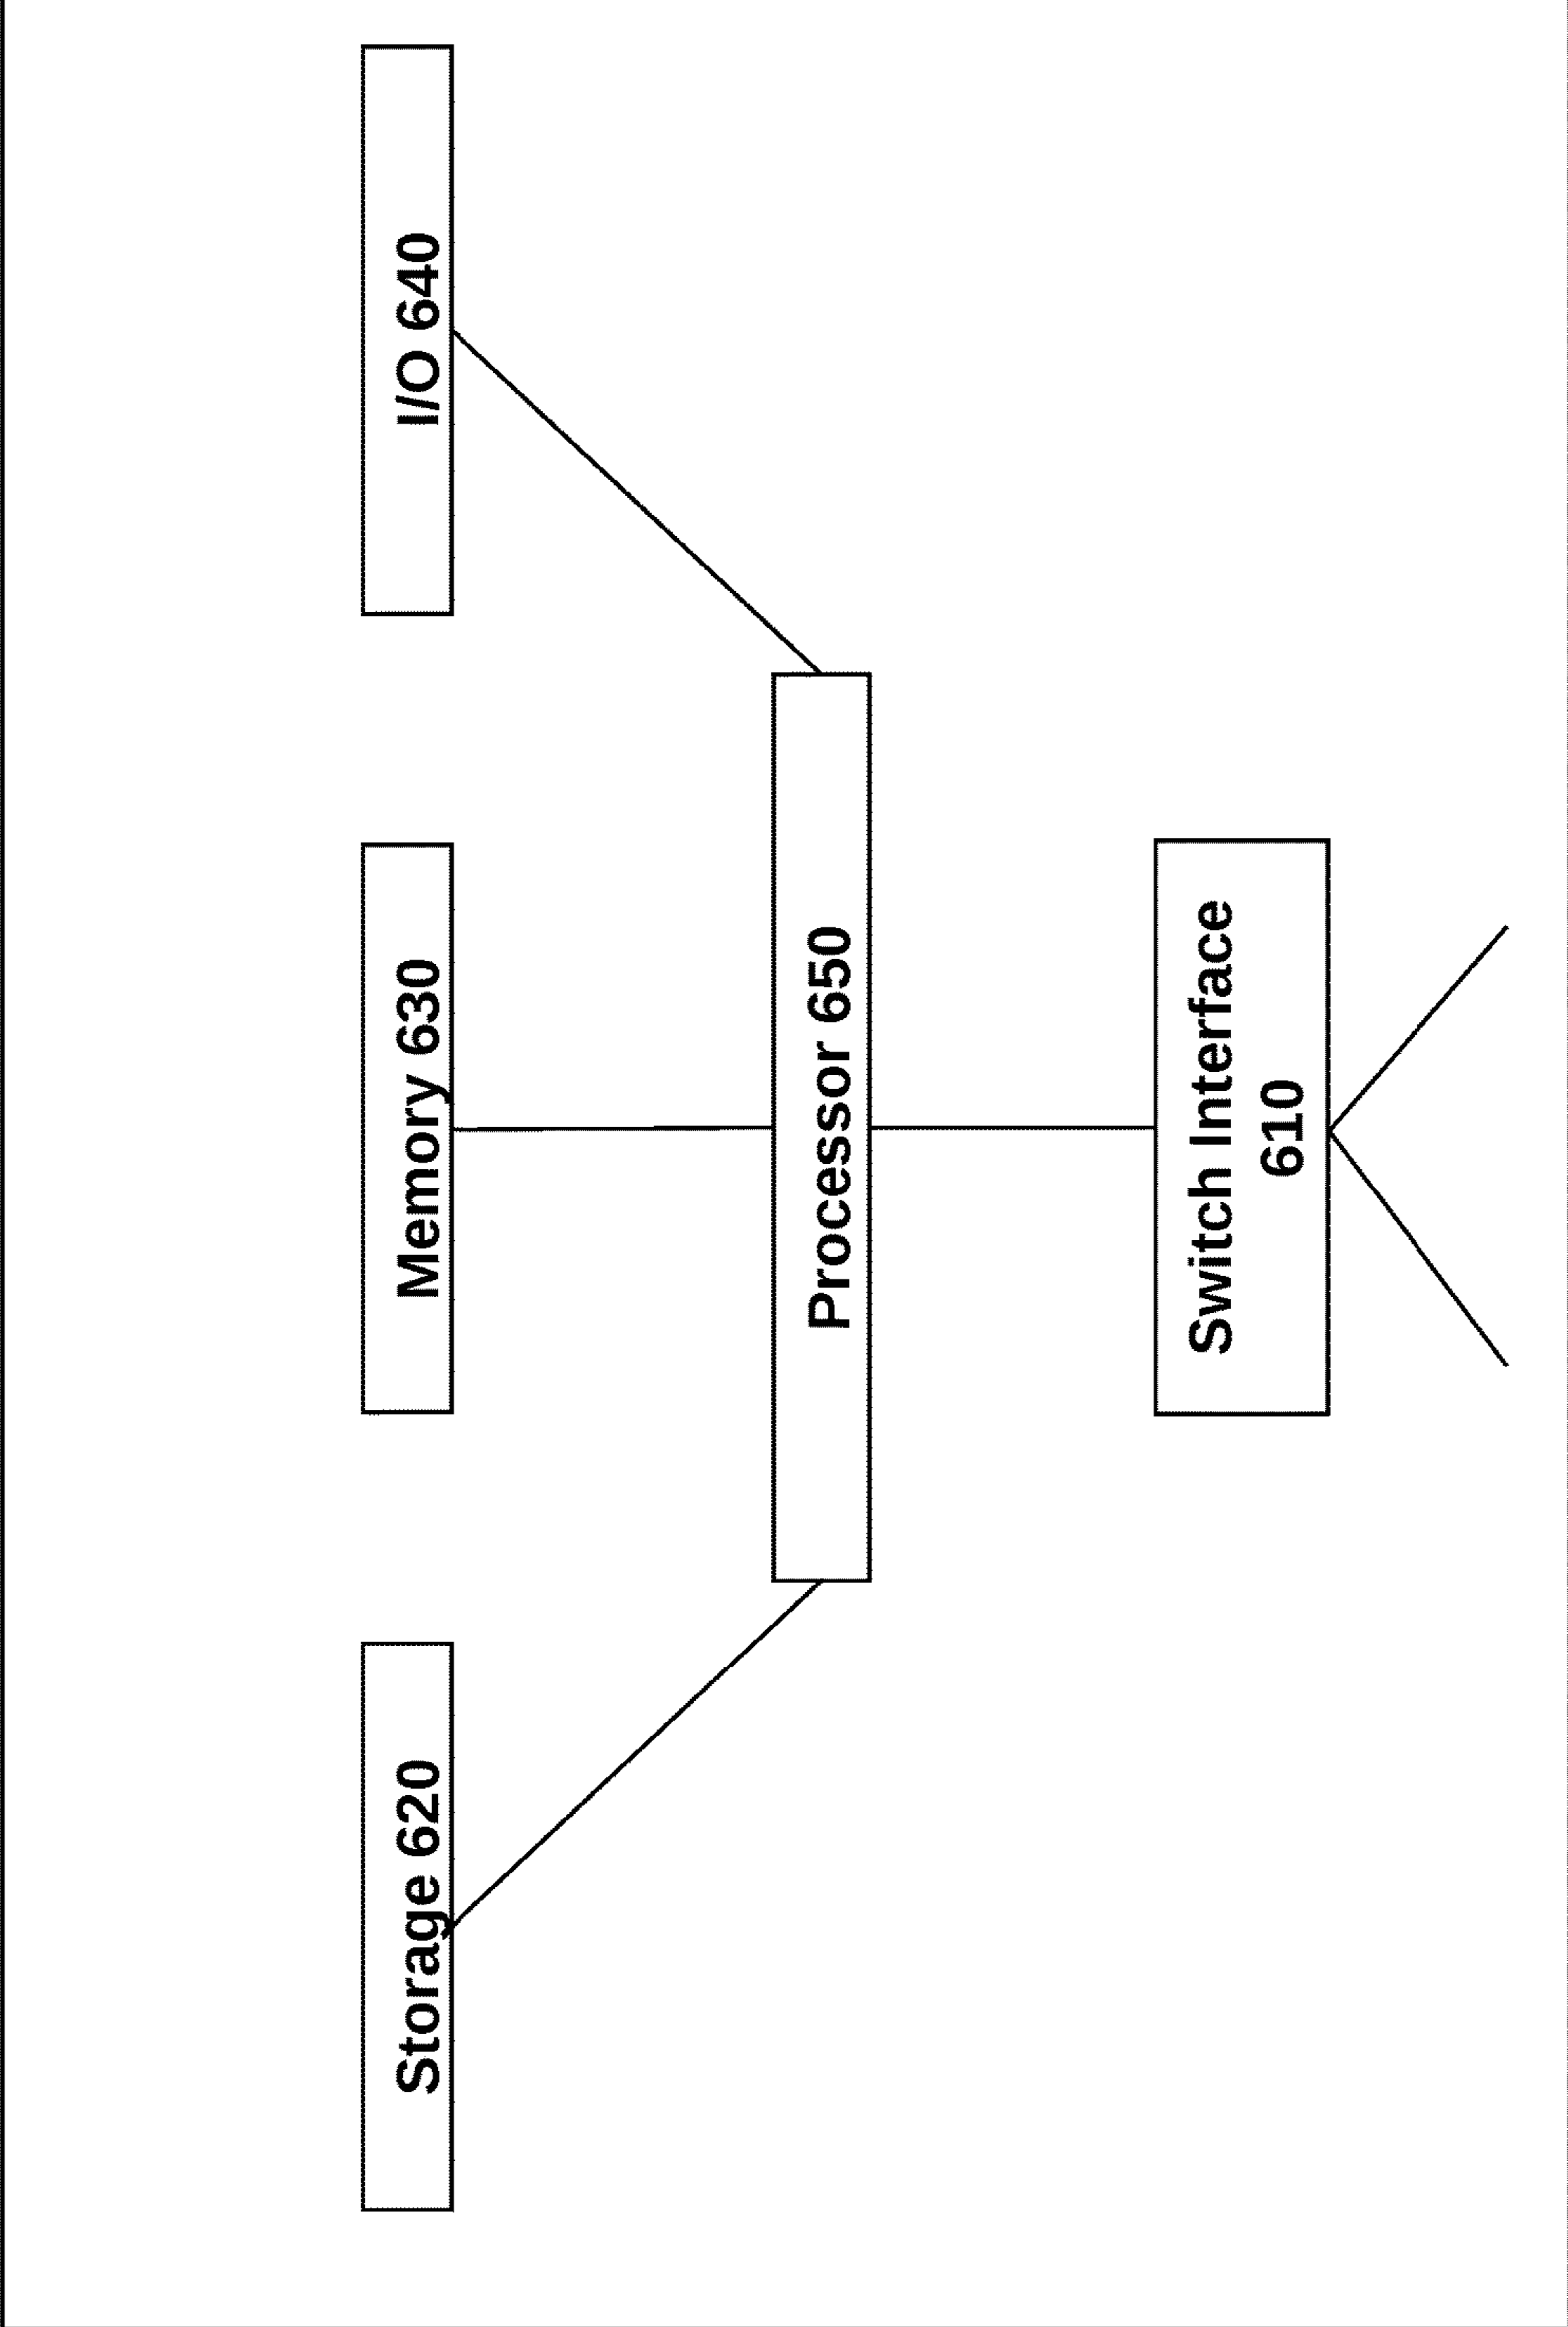 Storage 620
Memory 630
I/O 640
Processor 650
Switch Interface
610